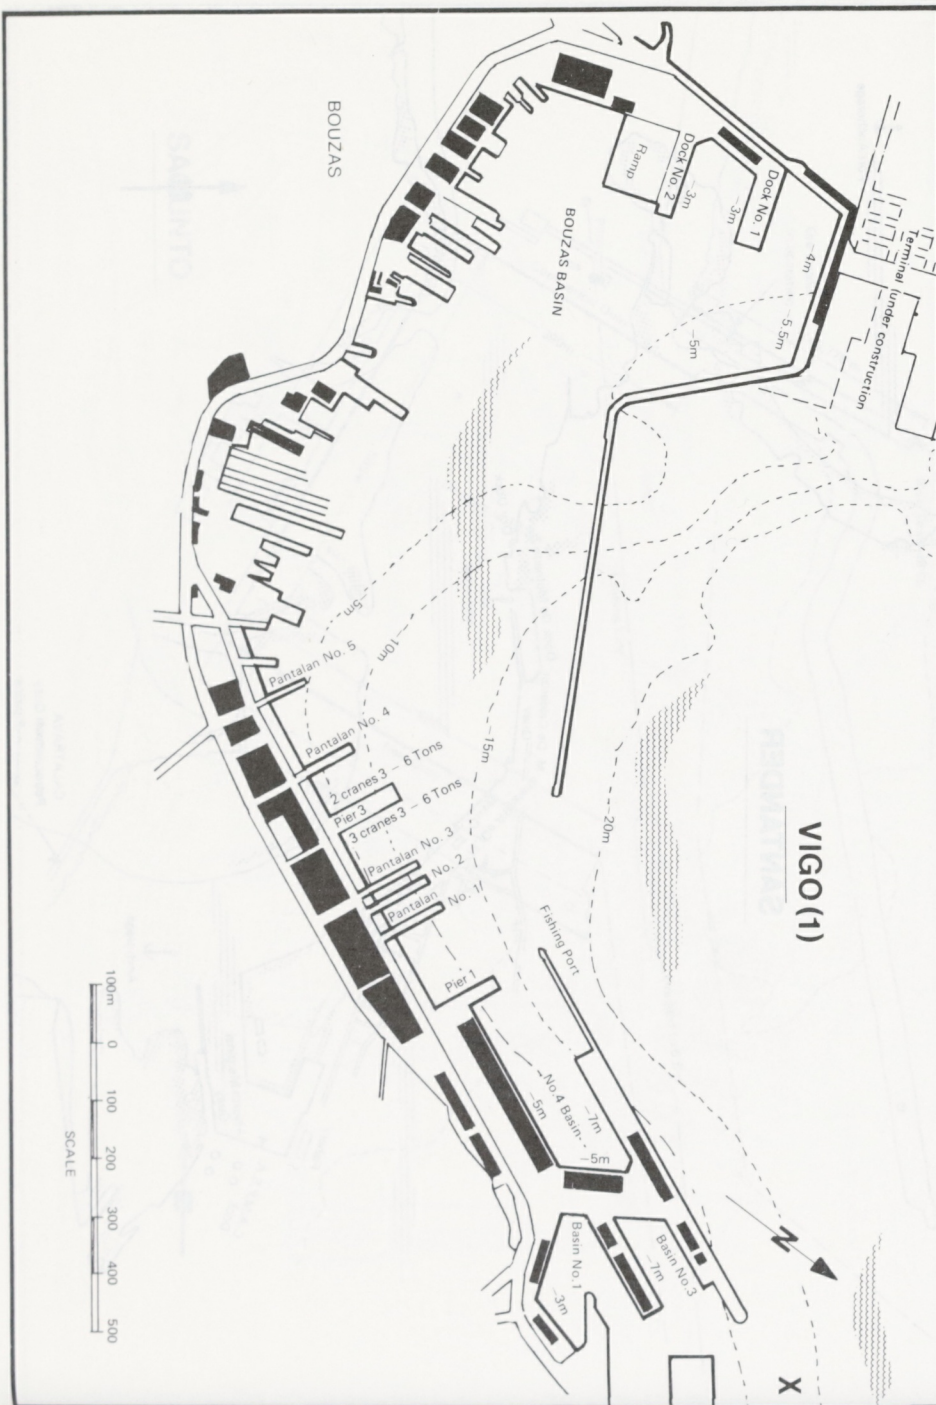 VIGO (1)
BOUZAS
BOUZAS BASIN
Ramp
Dock No. 2
−3m
Dock No. 1
−3m
−4m
−5.5m
−5m
Terminal (under construction
−5m
−10m
−15m
−20m
Pantalan No. 5
Pantalan No. 4
2 cranes 3 – 6 Tons
Pier 3
3 cranes 3 – 6 Tons
Pantalan No. 3
No. 2
Pantalan
No. 1
Pier 1
Fishing Port
No. 4 Basin
−5m
−7m
−5m
Basin No. 1
−3m
Basin No. 3
−7m
N
X
100m 0 100 200 300 400 500
SCALE